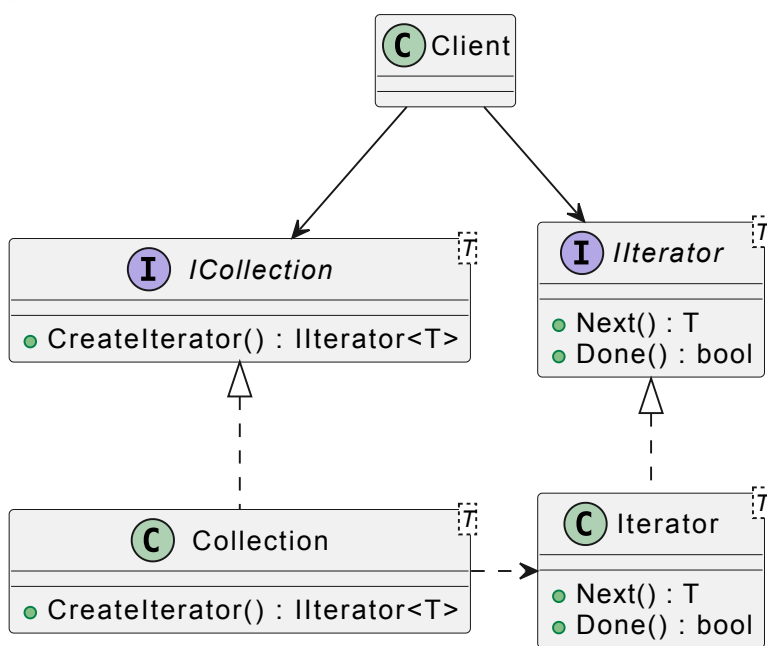 C Client
I ICollection T
CreateIterator() : IIterator<T>
I IIterator T
Next() : T
Done() : bool
C Collection T
CreateIterator() : IIterator<T>
C Iterator T
Next() : T
Done() : bool